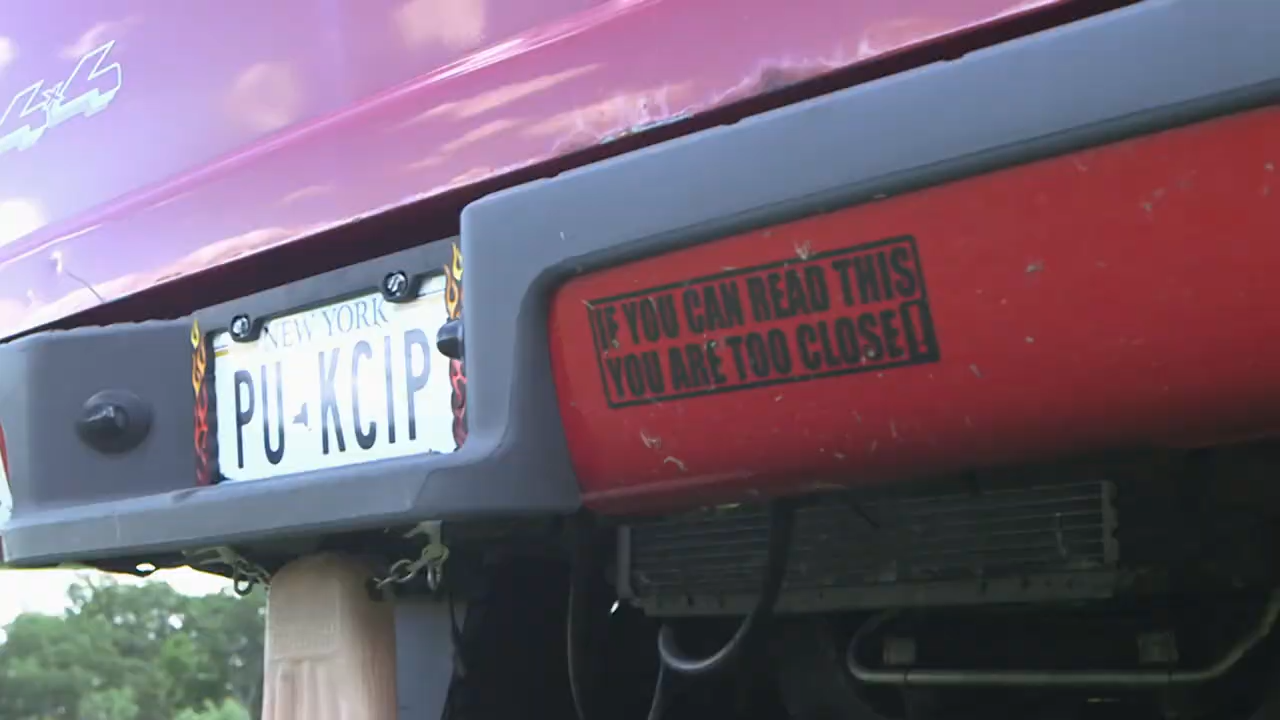 4x4
NEW YORK
PU KCIP
IF YOU CAN READ THIS
YOU ARE TOO CLOSE!